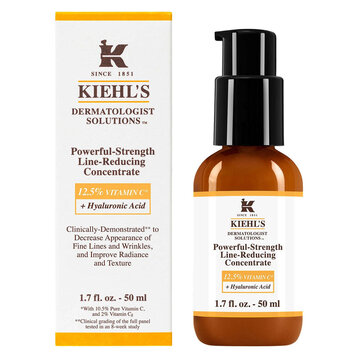 K
SINCE 1851
KIEHL'S
DERMATOLOGIST
SOLUTIONS™
Powerful-Strength
Line-Reducing
Concentrate
12.5% VITAMIN C*
+ Hyaluronic Acid
Clinically-Demonstrated** to
Decrease Appearance of
Fine Lines and Wrinkles,
and Improve Radiance
and Texture
1.7 fl. oz. - 50 ml
*With 10.5% Pure Vitamin C,
and 2% Vitamin Cg
**Clinical grading of the full panel
tested in an 8-week study
K
SINCE 1851
KIEHL'S
DERMATOLOGIST
SOLUTIONS™
Powerful-Strength
Line-Reducing
Concentrate
12.5% VITAMIN C*
+ Hyaluronic Acid
1.7 fl. oz. - 50 ml